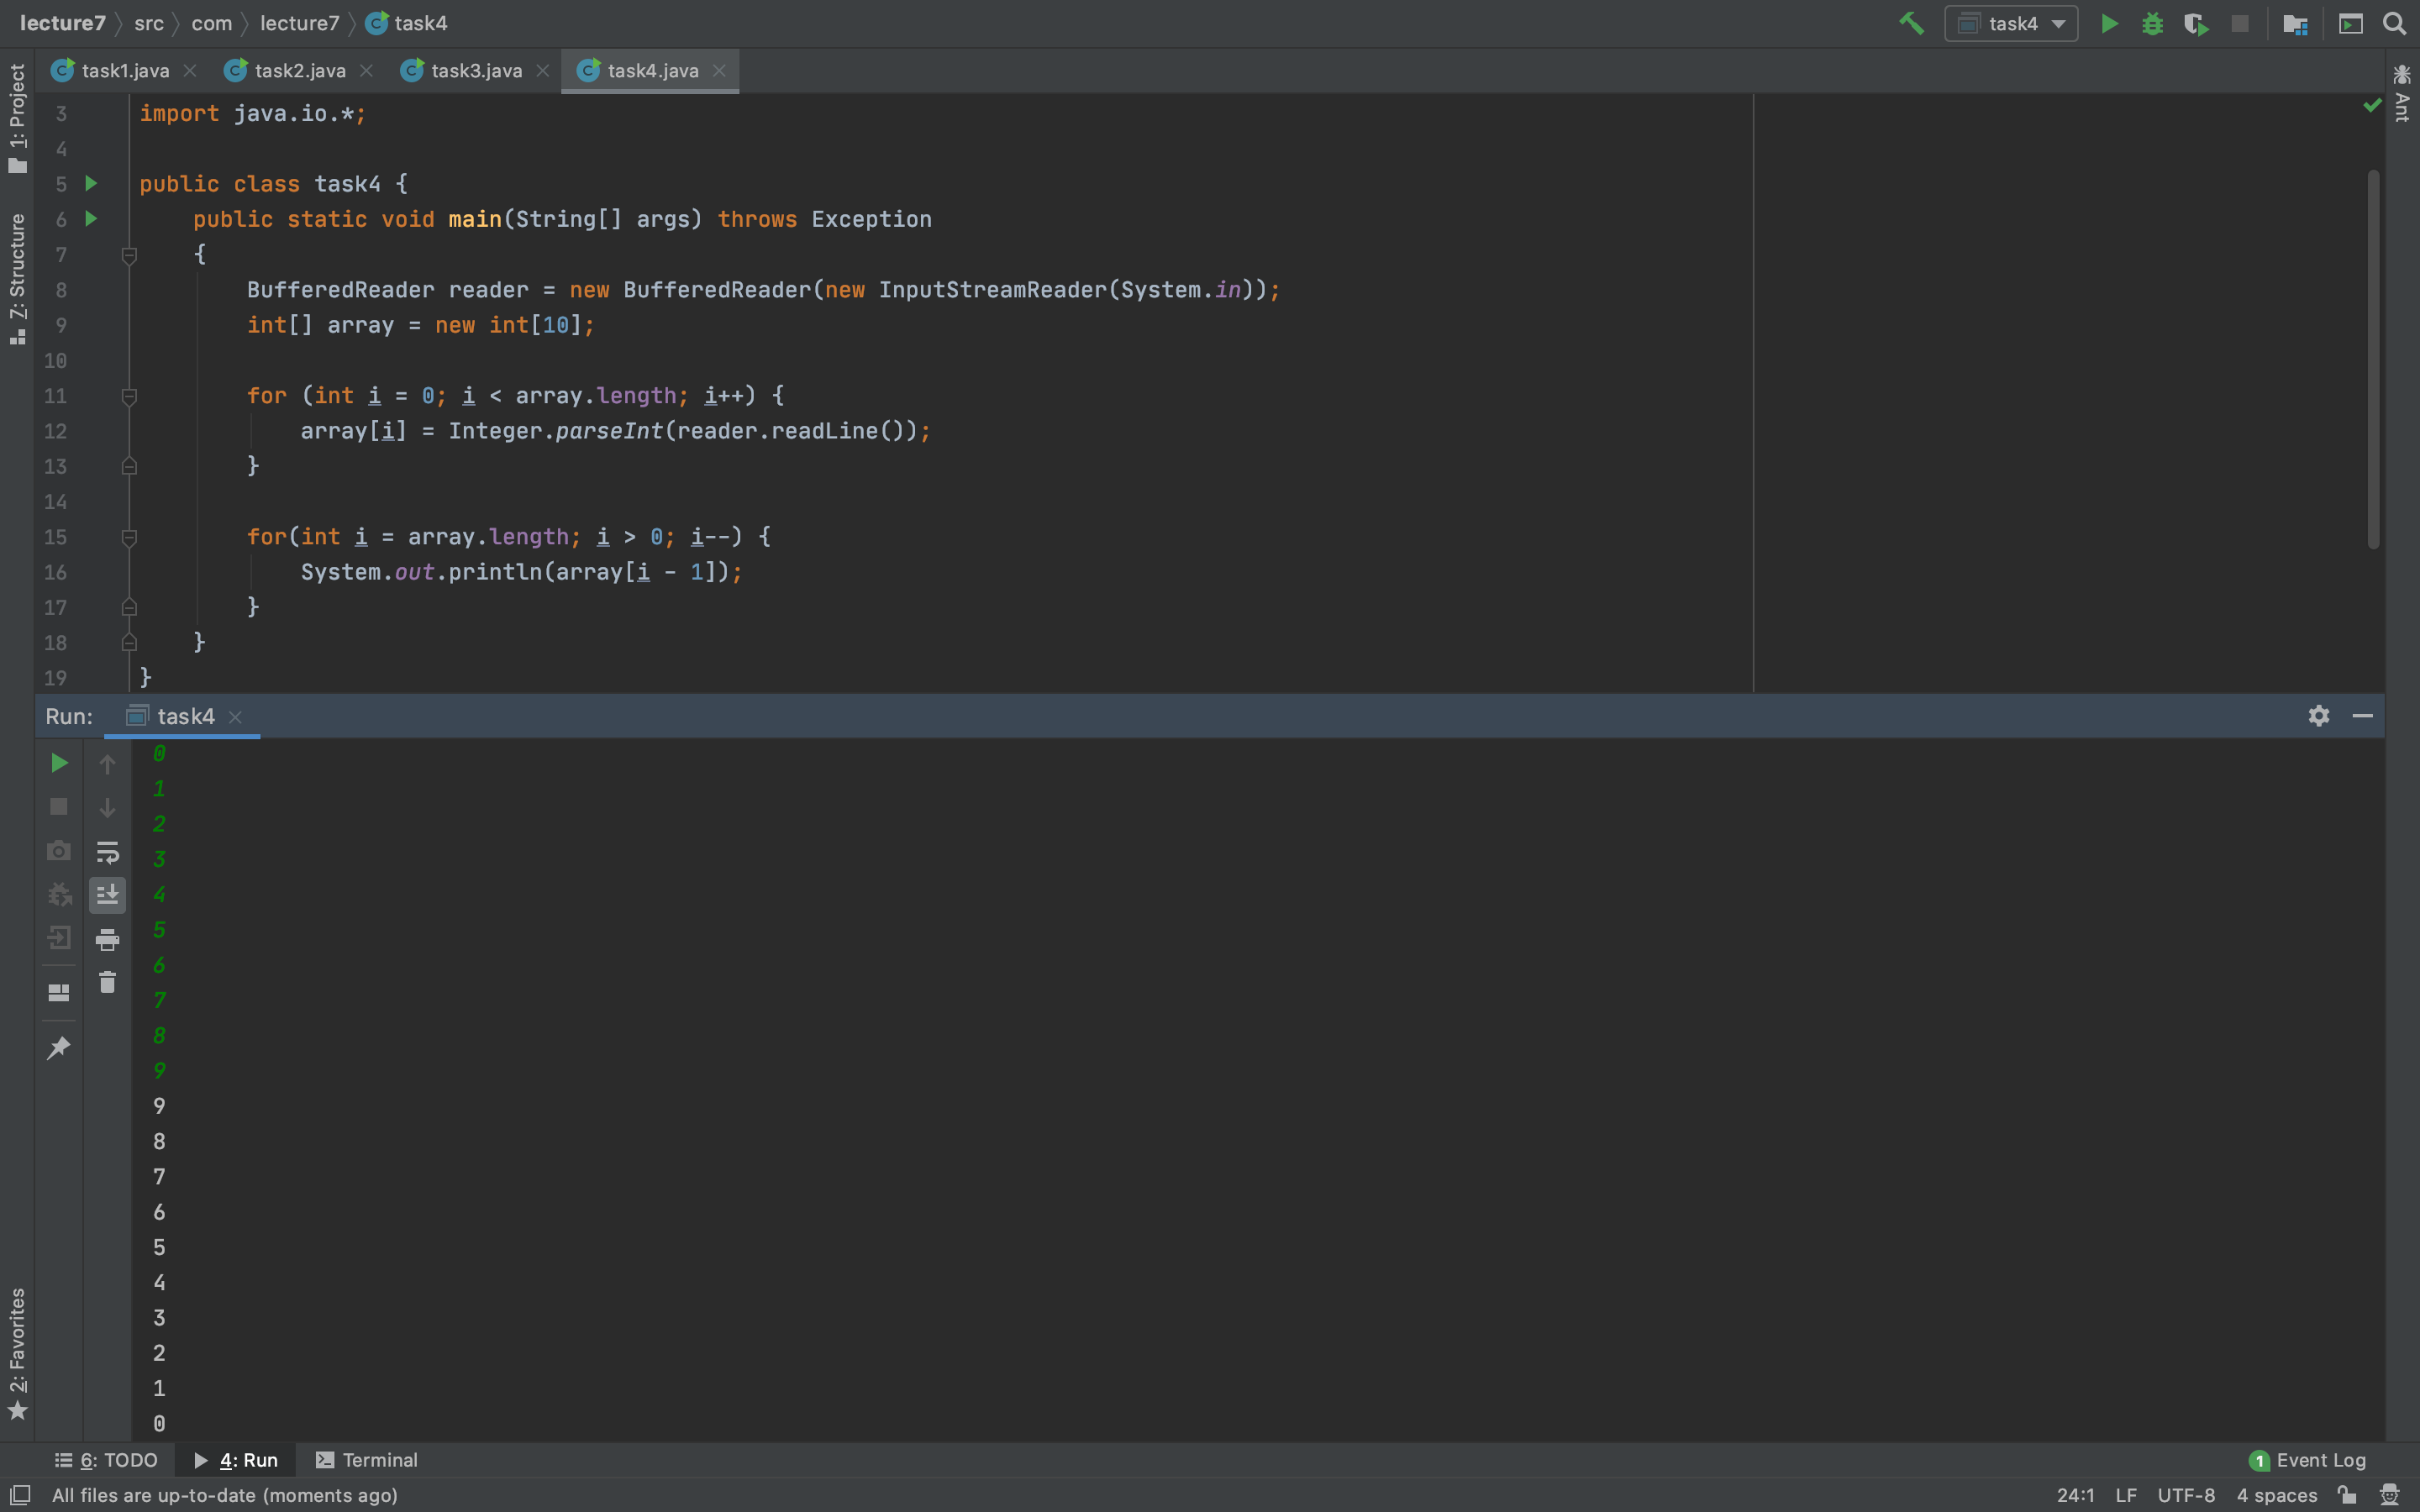 lecture7 src com lecture7 task4 task4
task1.java task2.java task3.java task4.java
1: Project
7: Structure
2: Favorites
Ant
3 import java.io.*;
4
5 public class task4 {
6     public static void main(String[] args) throws Exception
7     {
8         BufferedReader reader = new BufferedReader(new InputStreamReader(System.in));
9         int[] array = new int[10];
10
11         for (int i = 0; i < array.length; i++) {
12             array[i] = Integer.parseInt(reader.readLine());
13         }
14
15         for(int i = array.length; i > 0; i--) {
16             System.out.println(array[i - 1]);
17         }
18     }
19 }
Run: task4
0
1
2
3
4
5
6
7
8
9
9
8
7
6
5
4
3
2
1
0
6: TODO 4: Run Terminal 1 Event Log
All files are up-to-date (moments ago) 24:1 LF UTF-8 4 spaces